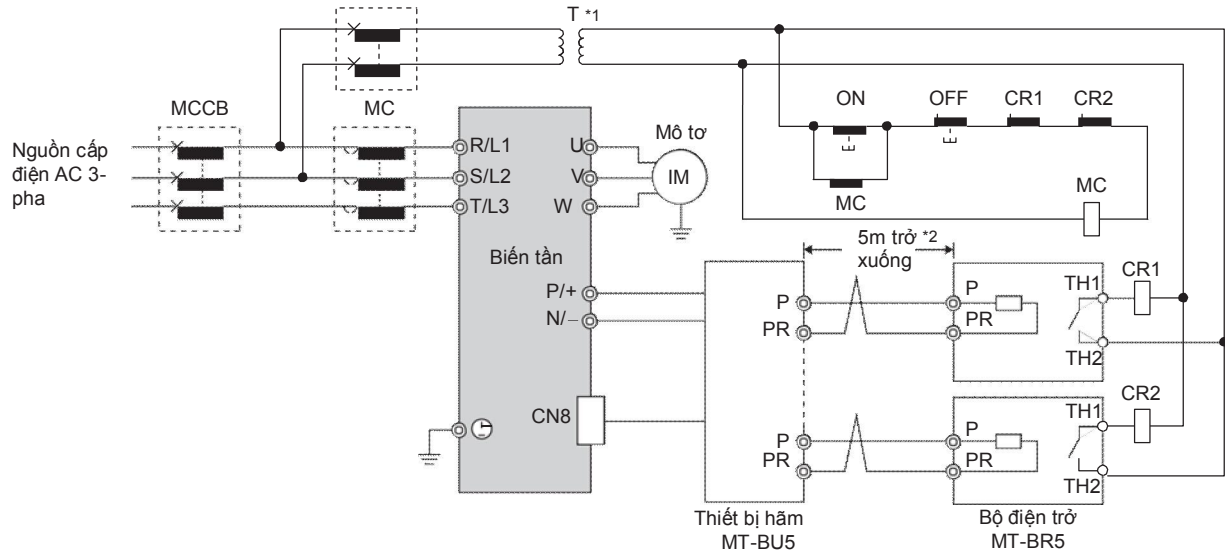 T *1
MCCB
MC
ON
OFF
CR1
CR2
MC
MC
Nguồn cấp
điện AC 3-
pha
R/L1
S/L2
T/L3
U
V
W
Mô tơ
IM
Biến tần
P/+
N/−
CN8
5m trở *2
xuống
P
PR
P
PR
TH1
TH2
CR1
P
PR
P
PR
TH1
TH2
CR2
Thiết bị hãm
MT-BU5
Bộ điện trở
MT-BR5